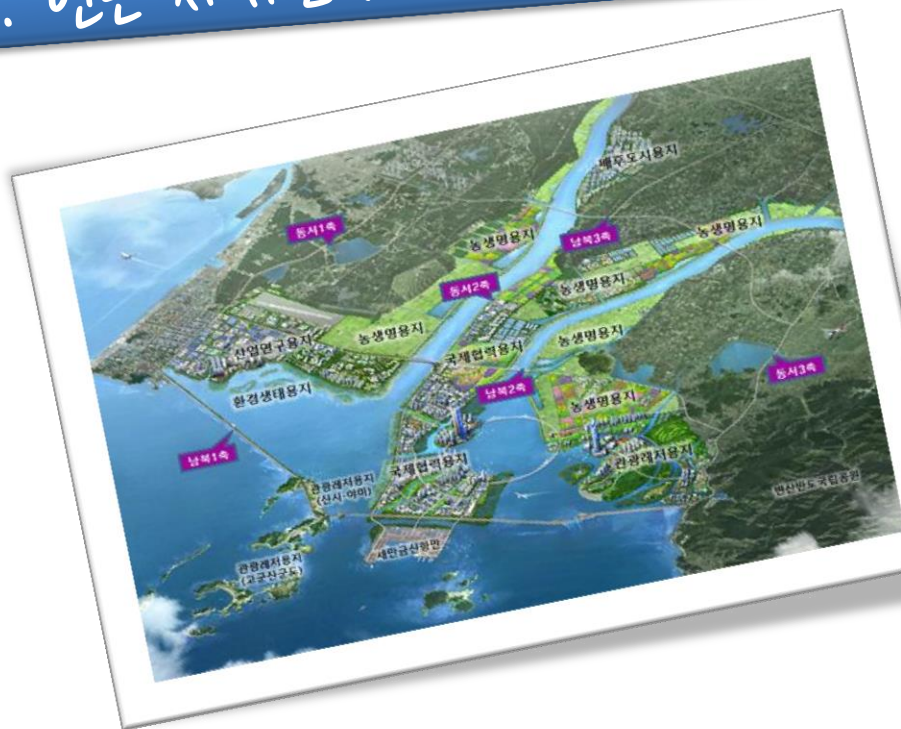 배후도시용지
동서1축
농생명용지
남북3축
농생명용지
동서2축
농생명용지
농생명용지
산업연구용지
국제협력용지
농생명용지
환경생태용지
남북2축
동서3축
농생명용지
남북1축
국제협력용지
관광레저용지
관광레저용지
(신시·야미)
변산반도국립공원
새만금신항만
관광레저용지
(고군산군도)